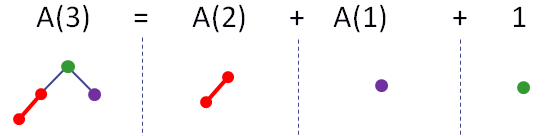 A(3) = A(2) + A(1) + 1